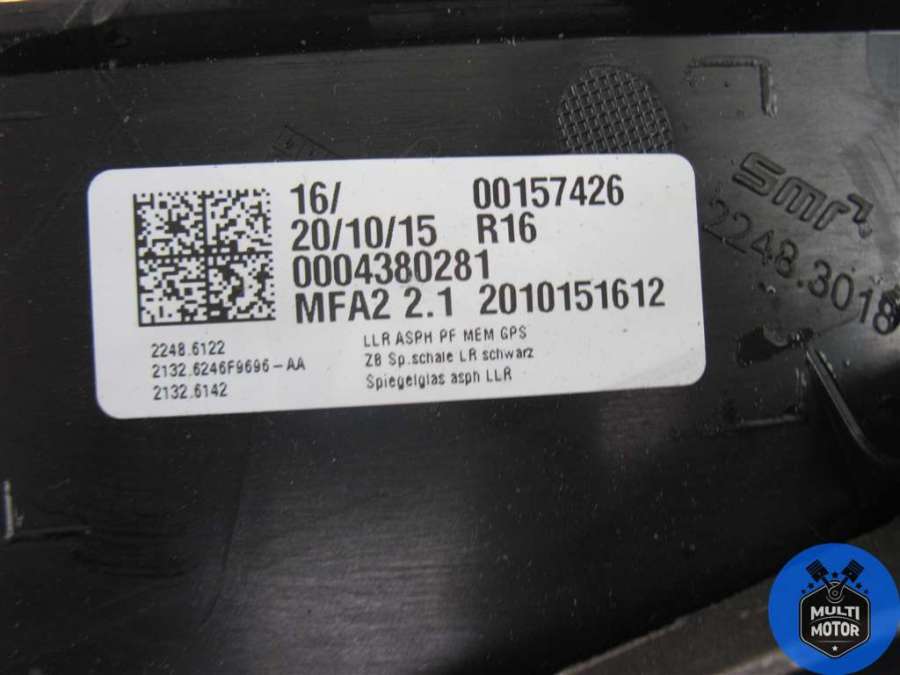 16/ 00157426
20/10/15 R16
0004380281
MFA2 2.1 2010151612
2248.6122 LLR ASPH PF MEM GPS
2132.6246F9696-AA ZB Sp.schale LR schwarz
2132.6142 Spiegelglas asph LLR
smr
2248.3018
MULTI
MOTOR